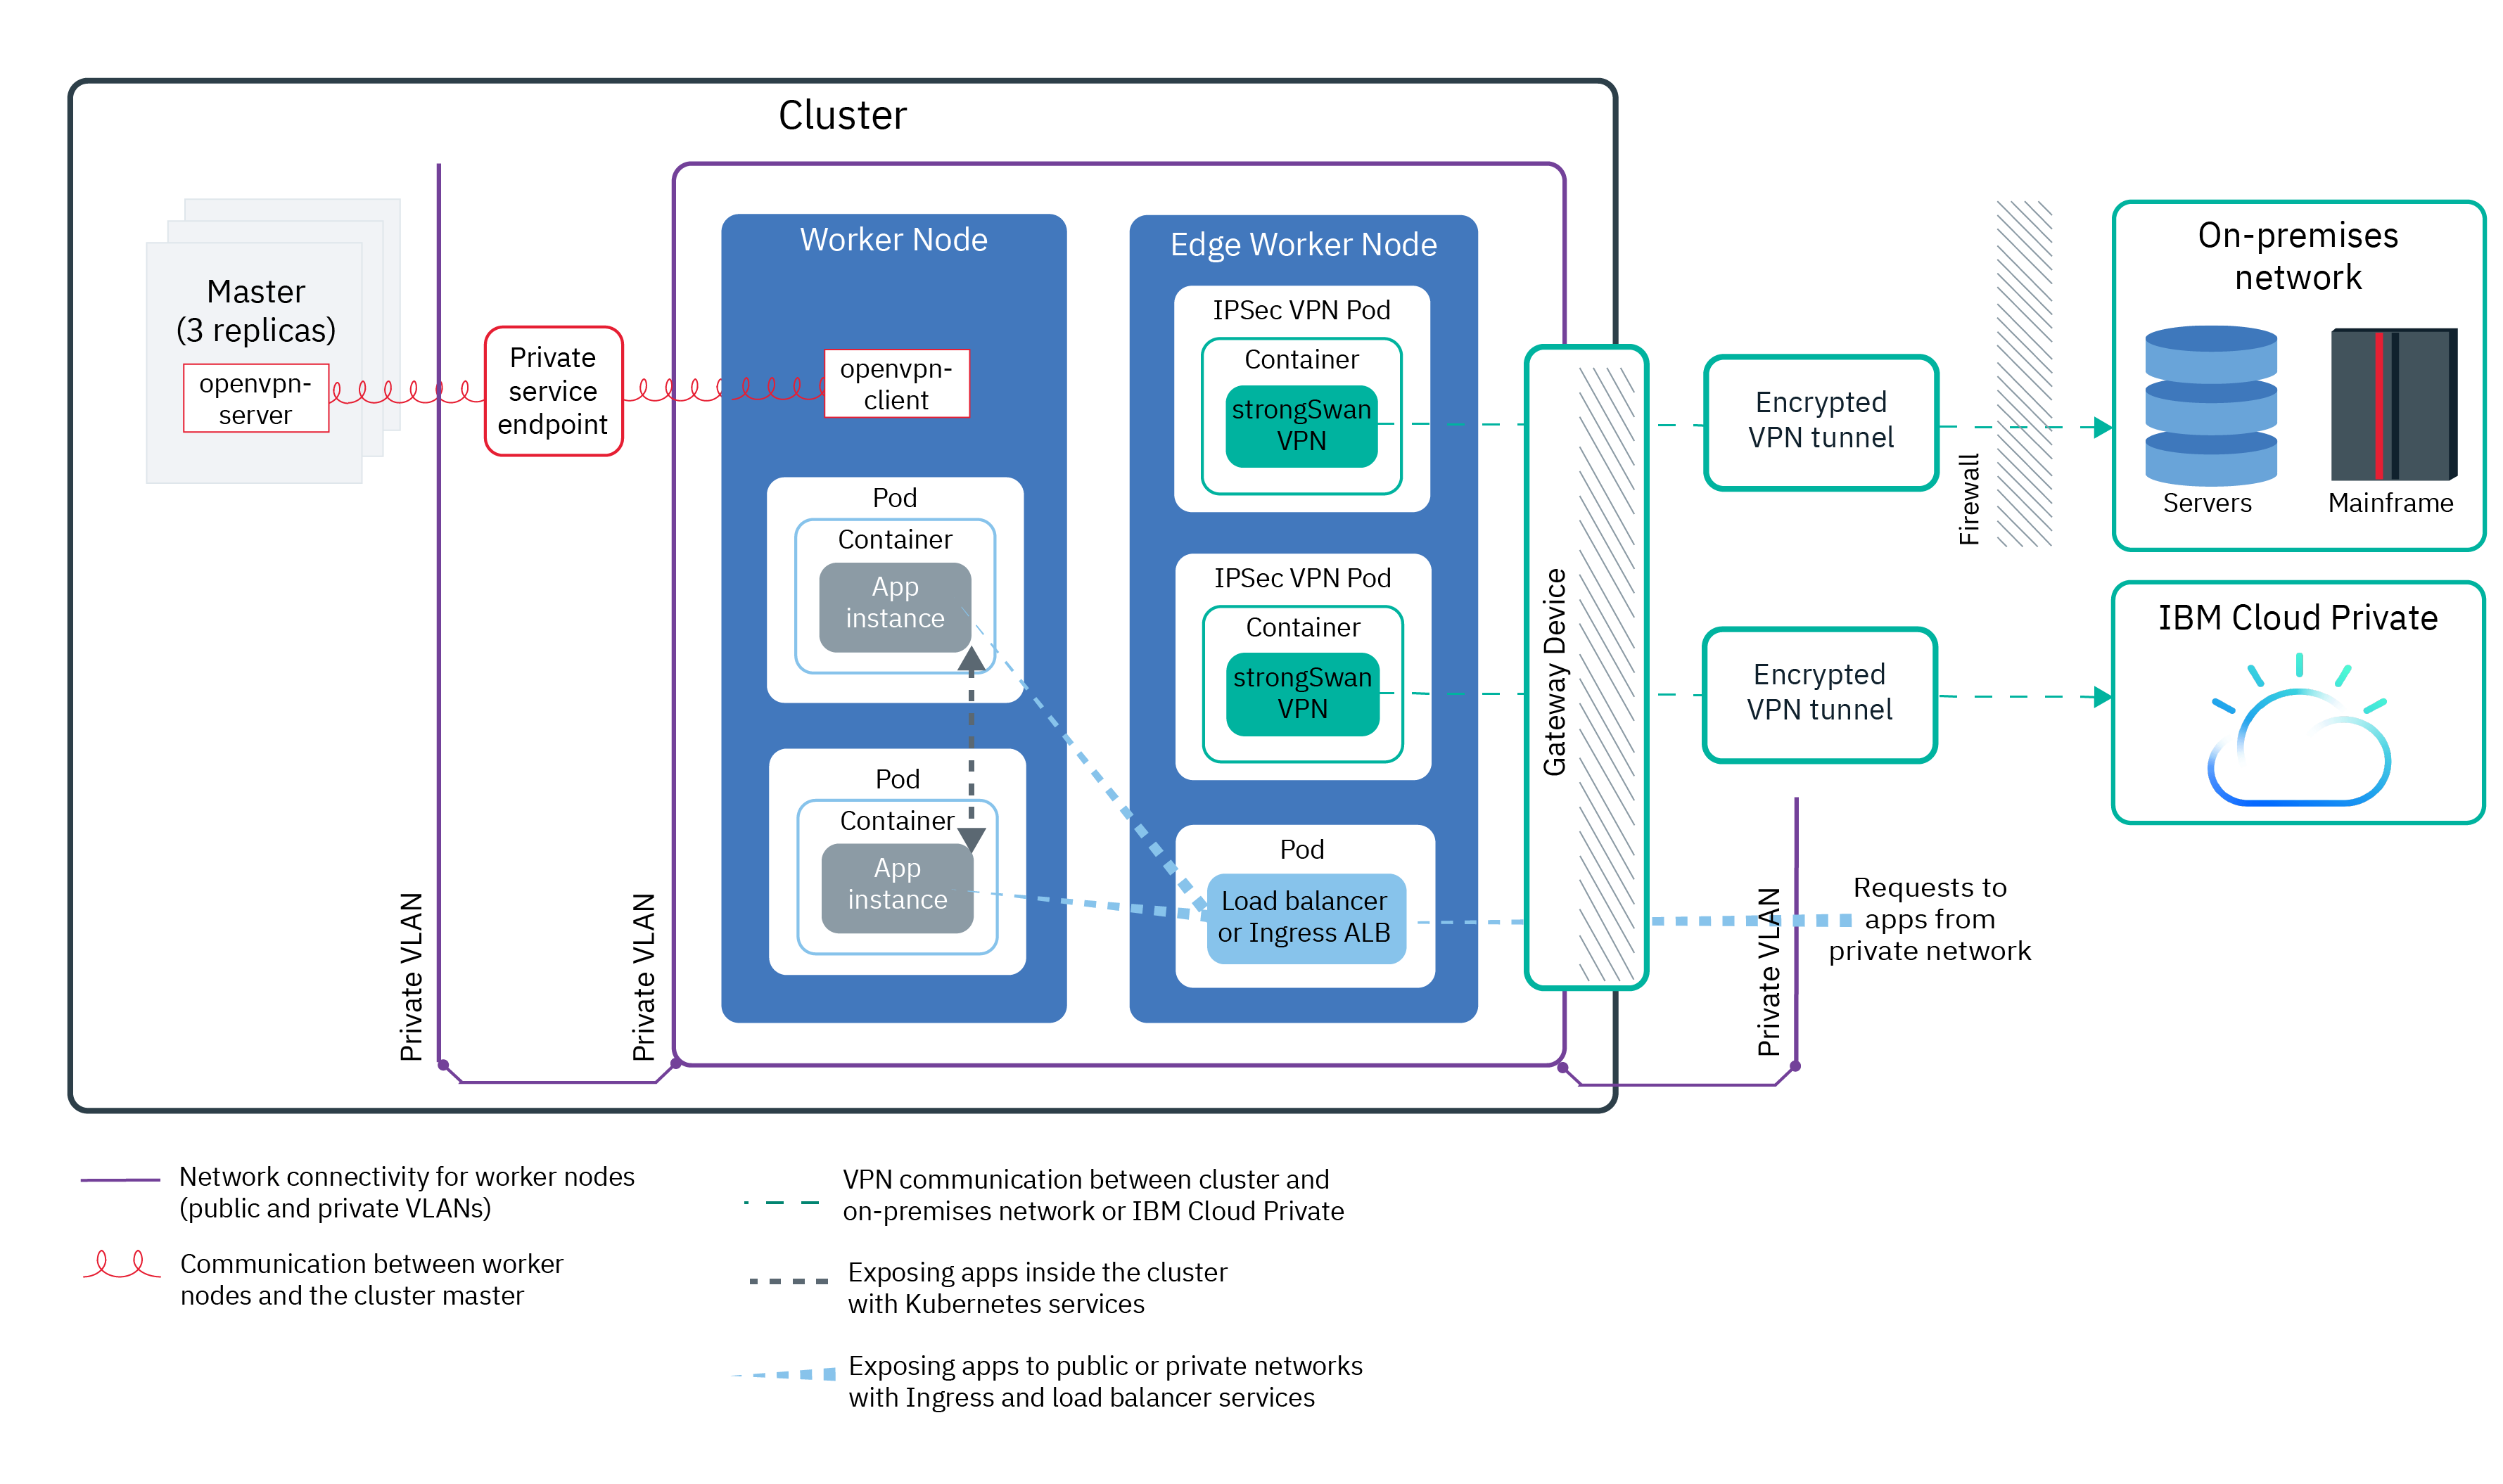 Cluster
Master
(3 replicas)
openvpn-
server
Private
service
endpoint
Private VLAN
Private VLAN
Worker Node
openvpn-
client
Pod
Container
App
instance
Pod
Container
App
instance
Edge Worker Node
IPSec VPN Pod
Container
strongSwan
VPN
IPSec VPN Pod
Container
strongSwan
VPN
Pod
Load balancer
or Ingress ALB
Gateway Device
Encrypted
VPN tunnel
Encrypted
VPN tunnel
Firewall
On-premises
network
Servers
Mainframe
IBM Cloud Private
Private VLAN
Requests to
apps from
private network
Network connectivity for worker nodes
(public and private VLANs)
Communication between worker
nodes and the cluster master
VPN communication between cluster and
on-premises network or IBM Cloud Private
Exposing apps inside the cluster
with Kubernetes services
Exposing apps to public or private networks
with Ingress and load balancer services